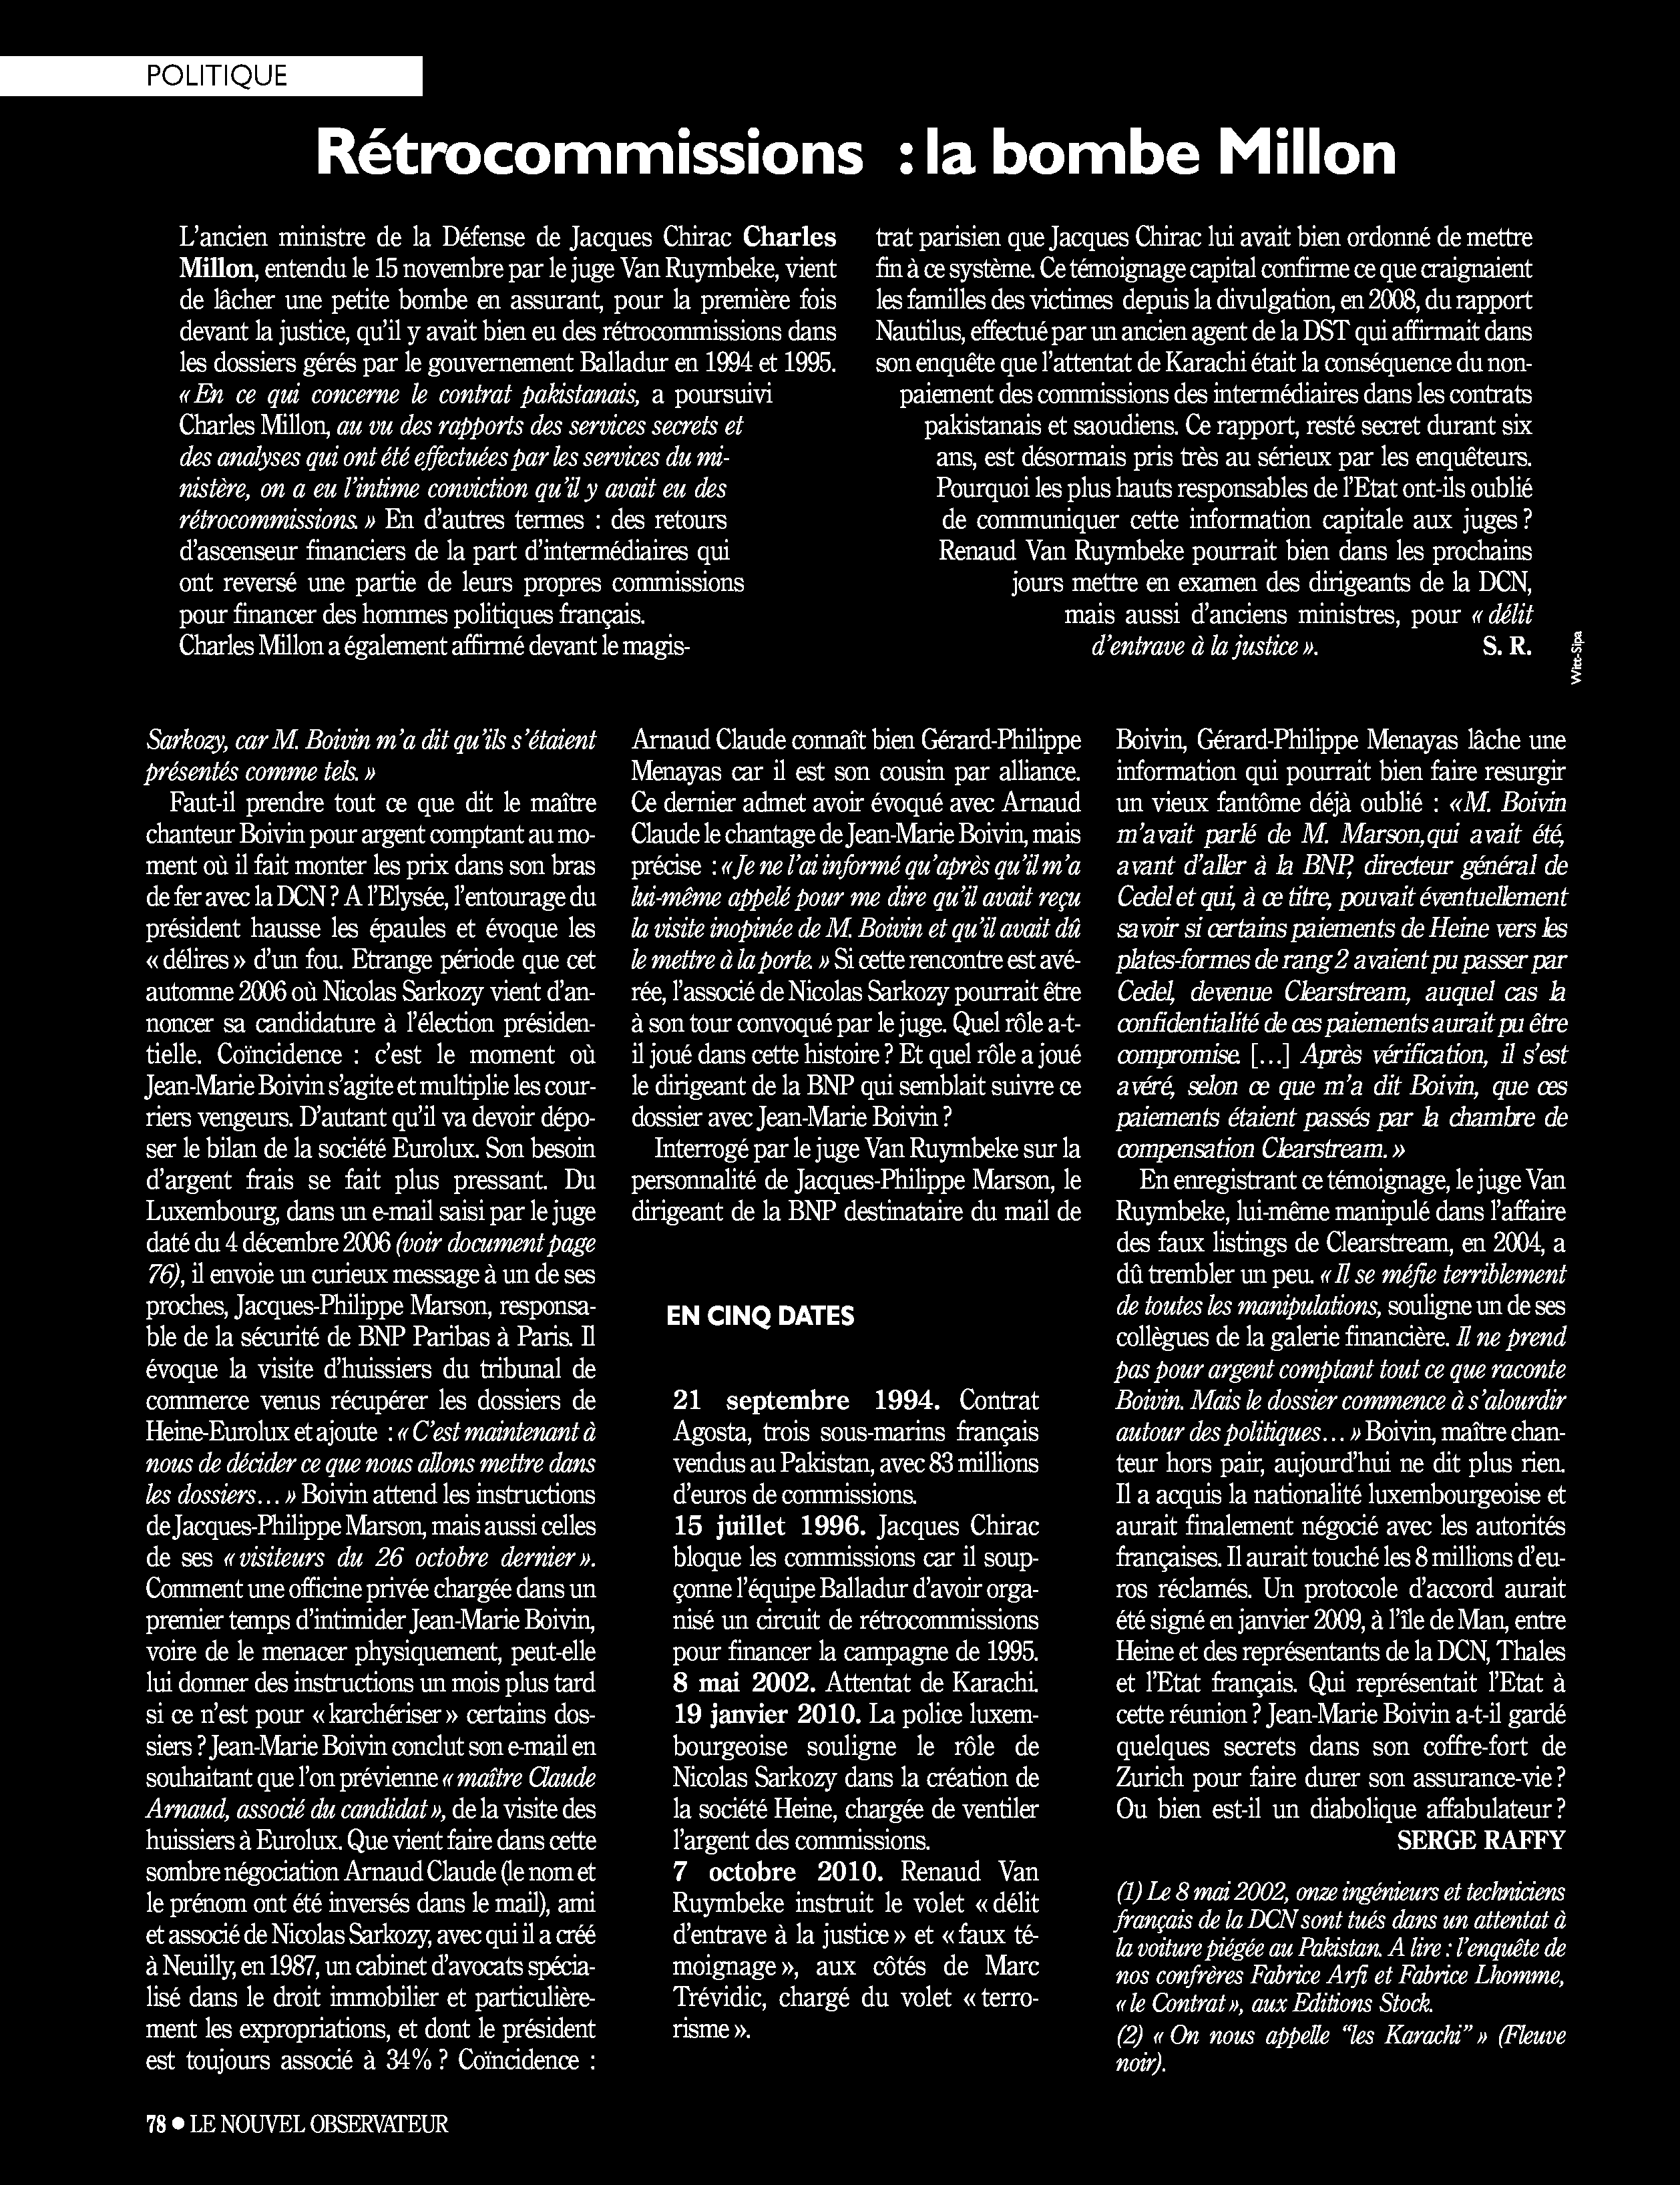 POLITIQUE
Rétrocommissions : la bombe Millon
L’ancien ministre de la Défense de Jacques Chirac Charles
Millon, entendu le 15 novembre par le juge Van Ruymbeke, vient
de lâcher une petite bombe en assurant, pour la première fois
devant la justice, qu’il y avait bien eu des rétrocommissions dans
les dossiers gérés par le gouvernement Balladur en 1994 et 1995.
« En ce qui concerne le contrat pakistanais, a poursuivi
Charles Millon, au vu des rapports des services secrets et
des analyses qui ont été effectuées par les services du mi-
nistère, on a eu l’intime conviction qu’il y avait eu des
rétrocommissions. » En d’autres termes : des retours
d’ascenseur financiers de la part d’intermédiaires qui
ont reversé une partie de leurs propres commissions
pour financer des hommes politiques français.
Charles Millon a également affirmé devant le magis-
trat parisien que Jacques Chirac lui avait bien ordonné de mettre
fin à ce système. Ce témoignage capital confirme ce que craignaient
les familles des victimes depuis la divulgation, en 2008, du rapport
Nautilus, effectué par un ancien agent de la DST qui affirmait dans
son enquête que l’attentat de Karachi était la conséquence du non-
paiement des commissions des intermédiaires dans les contrats
pakistanais et saoudiens. Ce rapport, resté secret durant six
ans, est désormais pris très au sérieux par les enquêteurs.
Pourquoi les plus hauts responsables de l’Etat ont-ils oublié
de communiquer cette information capitale aux juges ?
Renaud Van Ruymbeke pourrait bien dans les prochains
jours mettre en examen des dirigeants de la DCN,
mais aussi d’anciens ministres, pour « délit
d’entrave à la justice ». S. R.
Witt-Sipa
Sarkozy, car M. Boivin m’a dit qu’ils s’étaient
présentés comme tels. »
Faut-il prendre tout ce que dit le maître
chanteur Boivin pour argent comptant au mo-
ment où il fait monter les prix dans son bras
de fer avec la DCN ? A l’Elysée, l’entourage du
président hausse les épaules et évoque les
« délires » d’un fou. Etrange période que cet
automne 2006 où Nicolas Sarkozy vient d’an-
noncer sa candidature à l’élection présiden-
tielle. Coïncidence : c’est le moment où
Jean-Marie Boivin s’agite et multiplie les cour-
riers vengeurs. D’autant qu’il va devoir dépo-
ser le bilan de la société Eurolux. Son besoin
d’argent frais se fait plus pressant. Du
Luxembourg, dans un e-mail saisi par le juge
daté du 4 décembre 2006 (voir document page
76), il envoie un curieux message à un de ses
proches, Jacques-Philippe Marson, responsa-
ble de la sécurité de BNP Paribas à Paris. Il
évoque la visite d’huissiers du tribunal de
commerce venus récupérer les dossiers de
Heine-Eurolux et ajoute : « C’est maintenant à
nous de décider ce que nous allons mettre dans
les dossiers… » Boivin attend les instructions
de Jacques-Philippe Marson, mais aussi celles
de ses « visiteurs du 26 octobre dernier ».
Comment une officine privée chargée dans un
premier temps d’intimider Jean-Marie Boivin,
voire de le menacer physiquement, peut-elle
lui donner des instructions un mois plus tard
si ce n’est pour « karchériser » certains dos-
siers ? Jean-Marie Boivin conclut son e-mail en
souhaitant que l’on prévienne « maître Claude
Arnaud, associé du candidat », de la visite des
huissiers à Eurolux. Que vient faire dans cette
sombre négociation Arnaud Claude (le nom et
le prénom ont été inversés dans le mail), ami
et associé de Nicolas Sarkozy, avec qui il a créé
à Neuilly, en 1987, un cabinet d’avocats spécia-
lisé dans le droit immobilier et particulière-
ment les expropriations, et dont le président
est toujours associé à 34 % ? Coïncidence :
Arnaud Claude connaît bien Gérard-Philippe
Menayas car il est son cousin par alliance.
Ce dernier admet avoir évoqué avec Arnaud
Claude le chantage de Jean-Marie Boivin, mais
précise : « Je ne l’ai informé qu’après qu’il m’a
lui-même appelé pour me dire qu’il avait reçu
la visite inopinée de M. Boivin et qu’il avait dû
le mettre à la porte. » Si cette rencontre est avé-
rée, l’associé de Nicolas Sarkozy pourrait être
à son tour convoqué par le juge. Quel rôle a-t-
il joué dans cette histoire ? Et quel rôle a joué
le dirigeant de la BNP qui semblait suivre ce
dossier avec Jean-Marie Boivin ?
Interrogé par le juge Van Ruymbeke sur la
personnalité de Jacques-Philippe Marson, le
dirigeant de la BNP destinataire du mail de
EN CINQ DATES
21 septembre 1994. Contrat
Agosta, trois sous-marins français
vendus au Pakistan, avec 83 millions
d’euros de commissions.
15 juillet 1996. Jacques Chirac
bloque les commissions car il soup-
çonne l’équipe Balladur d’avoir orga-
nisé un circuit de rétrocommissions
pour financer la campagne de 1995.
8 mai 2002. Attentat de Karachi.
19 janvier 2010. La police luxem-
bourgeoise souligne le rôle de
Nicolas Sarkozy dans la création de
la société Heine, chargée de ventiler
l’argent des commissions.
7 octobre 2010. Renaud Van
Ruymbeke instruit le volet « délit
d’entrave à la justice » et « faux té-
moignage », aux côtés de Marc
Trévidic, chargé du volet « terro-
risme ».
Boivin, Gérard-Philippe Menayas lâche une
information qui pourrait bien faire resurgir
un vieux fantôme déjà oublié : «M. Boivin
m’avait parlé de M. Marson,qui avait été,
avant d’aller à la BNP, directeur général de
Cedel et qui, à ce titre, pouvait éventuellement
savoir si certains paiements de Heine vers les
plates-formes de rang 2 avaient pu passer par
Cedel, devenue Clearstream, auquel cas la
confidentialité de ces paiements aurait pu être
compromise. […] Après vérification, il s’est
avéré, selon ce que m’a dit Boivin, que ces
paiements étaient passés par la chambre de
compensation Clearstream. »
En enregistrant ce témoignage, le juge Van
Ruymbeke, lui-même manipulé dans l’affaire
des faux listings de Clearstream, en 2004, a
dû trembler un peu. « Il se méfie terriblement
de toutes les manipulations, souligne un de ses
collègues de la galerie financière. Il ne prend
pas pour argent comptant tout ce que raconte
Boivin. Mais le dossier commence à s’alourdir
autour des politiques… » Boivin, maître chan-
teur hors pair, aujourd’hui ne dit plus rien.
Il a acquis la nationalité luxembourgeoise et
aurait finalement négocié avec les autorités
françaises. Il aurait touché les 8 millions d’eu-
ros réclamés. Un protocole d’accord aurait
été signé en janvier 2009, à l’île de Man, entre
Heine et des représentants de la DCN, Thales
et l’Etat français. Qui représentait l’Etat à
cette réunion ? Jean-Marie Boivin a-t-il gardé
quelques secrets dans son coffre-fort de
Zurich pour faire durer son assurance-vie ?
Ou bien est-il un diabolique affabulateur ?
SERGE RAFFY
(1) Le 8 mai 2002, onze ingénieurs et techniciens
français de la DCN sont tués dans un attentat à
la voiture piégée au Pakistan. A lire : l’enquête de
nos confrères Fabrice Arfi et Fabrice Lhomme,
« le Contrat », aux Editions Stock.
(2) « On nous appelle “les Karachi” » (Fleuve
noir).
78 ● LE NOUVEL OBSERVATEUR